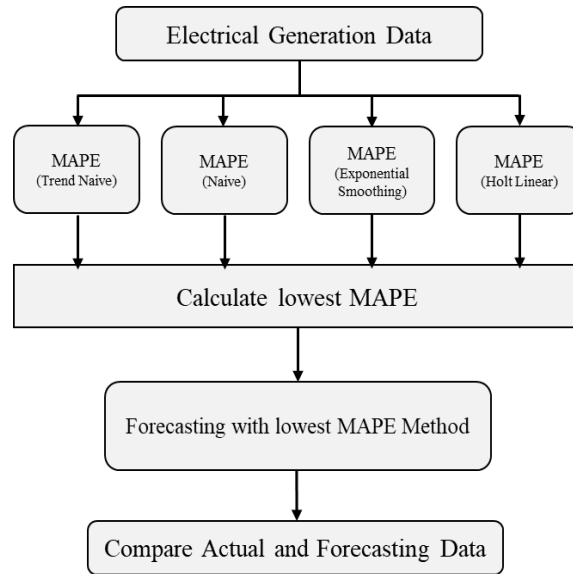 Electrical Generation Data
MAPE
(Trend Naive)
MAPE
(Naive)
MAPE
(Exponential
Smoothing)
MAPE
(Holt Linear)
Calculate lowest MAPE
Forecasting with lowest MAPE Method
Compare Actual and Forecasting Data